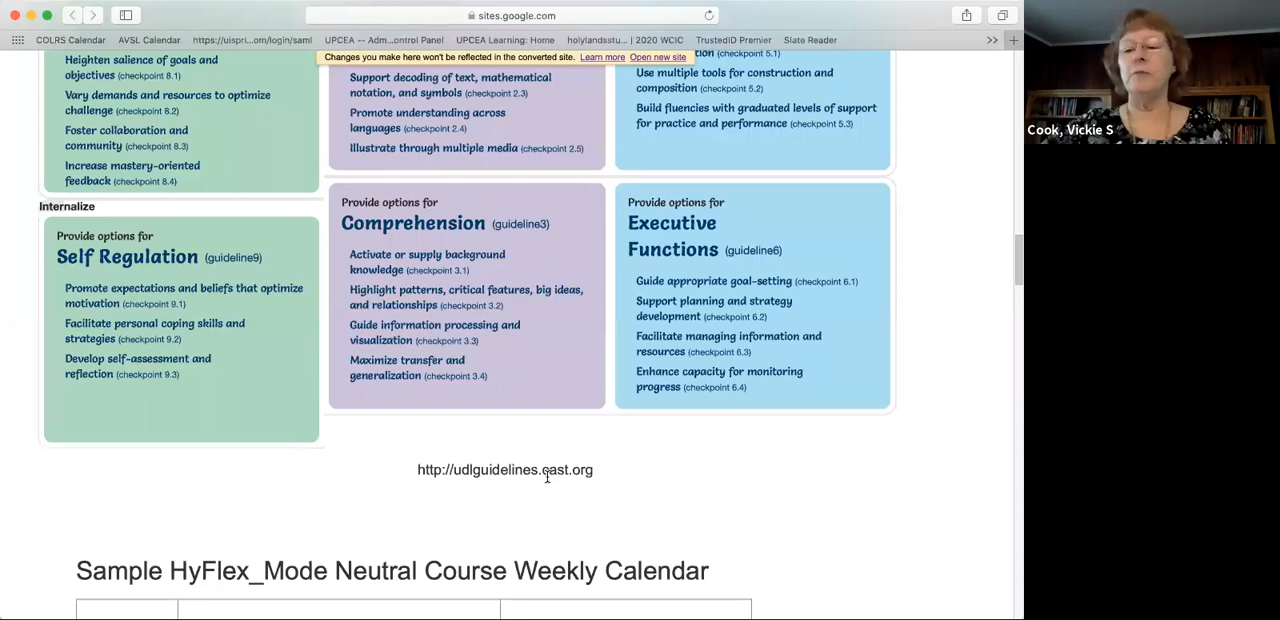 sites.google.com
COLRS Calendar
AVSL Calendar
https://uispri...om/login/saml
UPCEA -- Adm...ontrol Panel
UPCEA Learning: Home
holylandsstu... | 2020 WCIC
TrustedID Premier
Slate Reader
Changes you make here won't be reflected in the converted site. Learn more Open new site
Heighten salience of goals and
objectives (checkpoint 8.1)
Vary demands and resources to optimize
challenge (checkpoint 8.2)
Foster collaboration and
community (checkpoint 8.3)
Increase mastery-oriented
feedback (checkpoint 8.4)
Support decoding of text, mathematical
notation, and symbols (checkpoint 2.3)
Promote understanding across
languages (checkpoint 2.4)
Illustrate through multiple media (checkpoint 2.5)
(checkpoint 5.1)
Use multiple tools for construction and
composition (checkpoint 5.2)
Build fluencies with graduated levels of support
for practice and performance (checkpoint 5.3)
Internalize
Provide options for
Self Regulation (guideline9)
Promote expectations and beliefs that optimize
motivation (checkpoint 9.1)
Facilitate personal coping skills and
strategies (checkpoint 9.2)
Develop self-assessment and
reflection (checkpoint 9.3)
Provide options for
Comprehension (guideline3)
Activate or supply background
knowledge (checkpoint 3.1)
Highlight patterns, critical features, big ideas,
and relationships (checkpoint 3.2)
Guide information processing and
visualization (checkpoint 3.3)
Maximize transfer and
generalization (checkpoint 3.4)
Provide options for
Executive
Functions (guideline6)
Guide appropriate goal-setting (checkpoint 6.1)
Support planning and strategy
development (checkpoint 6.2)
Facilitate managing information and
resources (checkpoint 6.3)
Enhance capacity for monitoring
progress (checkpoint 6.4)
http://udlguidelines.cast.org
Sample HyFlex_Mode Neutral Course Weekly Calendar
Cook, Vickie S